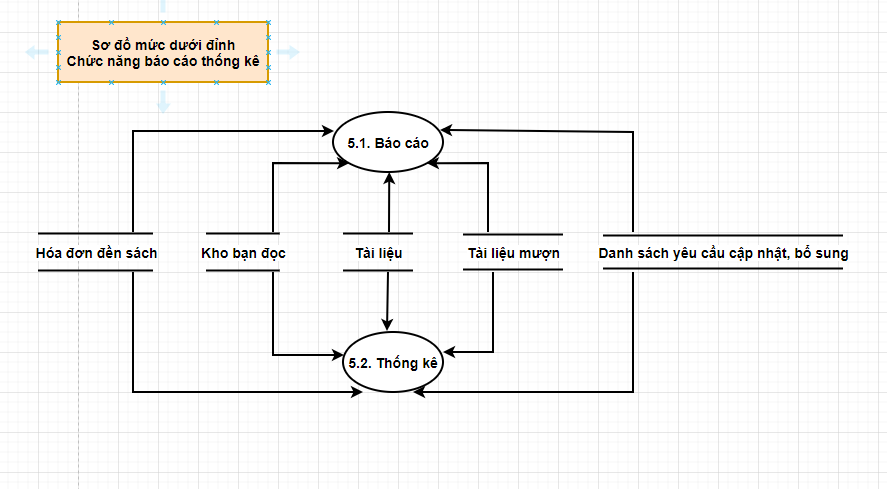 Sơ đồ mức dưới đỉnh
Chức năng báo cáo thống kê
5.1. Báo cáo
Hóa đơn đền sách
Kho bạn đọc
Tài liệu
Tài liệu mượn
Danh sách yêu cầu cập nhật, bổ sung
5.2. Thống kê